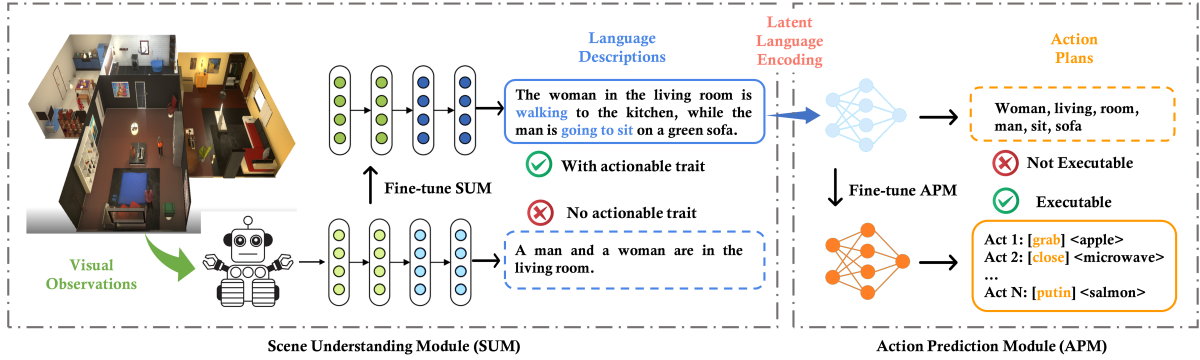 Language
Descriptions
Latent
Language
Encoding
Action
Plans
The woman in the living room is
walking to the kitchen, while the
man is going to sit on a green sofa.
With actionable trait
Fine-tune SUM
No actionable trait
A man and a woman are in the
living room.
Visual
Observations
Woman, living, room,
man, sit, sofa
Not Executable
Fine-tune APM
Executable
Act 1: [grab] <apple>
Act 2: [close] <microwave>
...
Act N: [putin] <salmon>
Scene Understanding Module (SUM)
Action Prediction Module (APM)